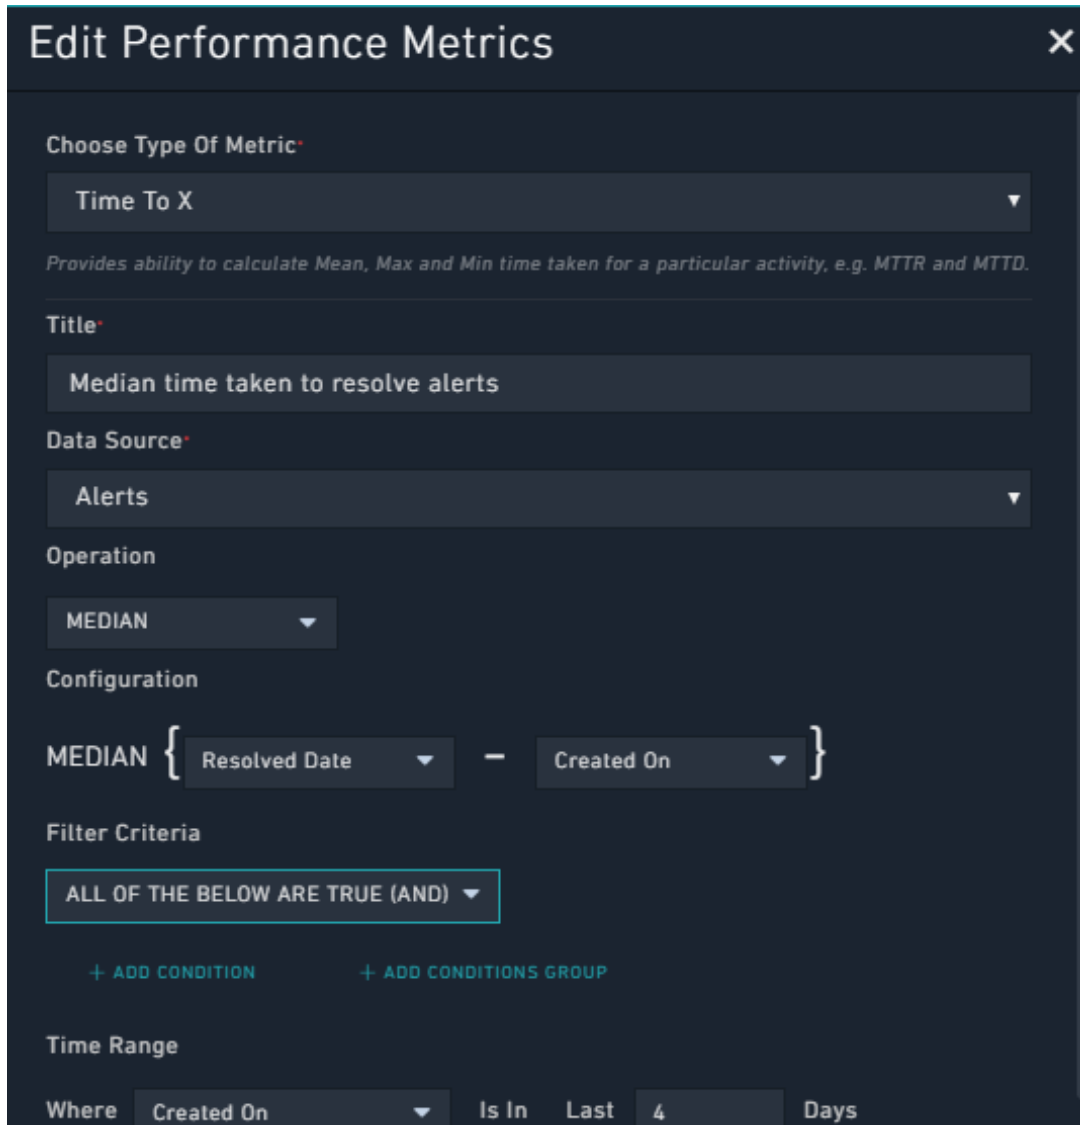 Edit Performance Metrics ×
Choose Type Of Metric*
Time To X
Provides ability to calculate Mean, Max and Min time taken for a particular activity, e.g. MTTR and MTTD.
Title*
Median time taken to resolve alerts
Data Source*
Alerts
Operation
MEDIAN
Configuration
MEDIAN { Resolved Date – Created On }
Filter Criteria
ALL OF THE BELOW ARE TRUE (AND)
+ ADD CONDITION + ADD CONDITIONS GROUP
Time Range
Where Created On Is In Last 4 Days